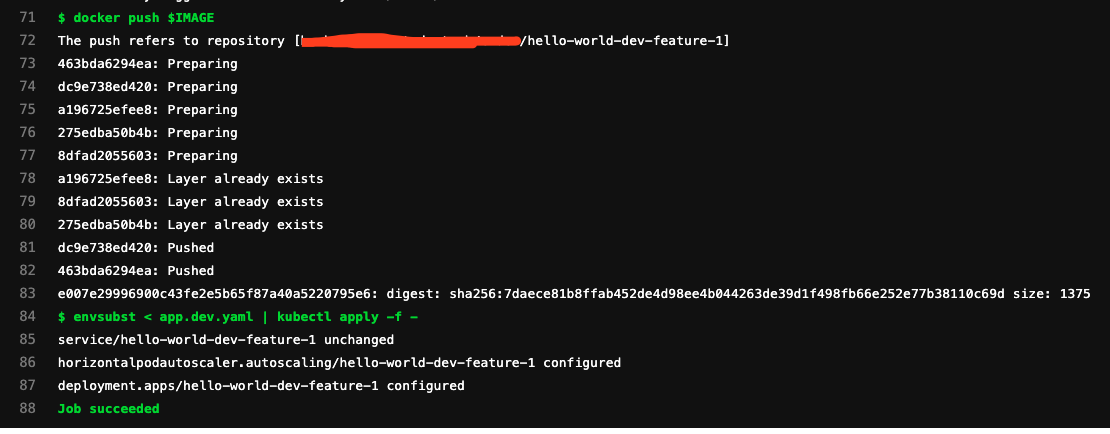 71 $ docker push $IMAGE
72 The push refers to repository [/hello-world-dev-feature-1]
73 463bda6294ea: Preparing
74 dc9e738ed420: Preparing
75 a196725efee8: Preparing
76 275edba50b4b: Preparing
77 8dfad2055603: Preparing
78 a196725efee8: Layer already exists
79 8dfad2055603: Layer already exists
80 275edba50b4b: Layer already exists
81 dc9e738ed420: Pushed
82 463bda6294ea: Pushed
83 e007e29996900c43fe2e5b65f87a40a5220795e6: digest: sha256:7daece81b8ffab452de4d98ee4b044263de39d1f498fb66e252e77b38110c69d size: 1375
84 $ envsubst < app.dev.yaml | kubectl apply -f -
85 service/hello-world-dev-feature-1 unchanged
86 horizontalpodautoscaler.autoscaling/hello-world-dev-feature-1 configured
87 deployment.apps/hello-world-dev-feature-1 configured
88 Job succeeded